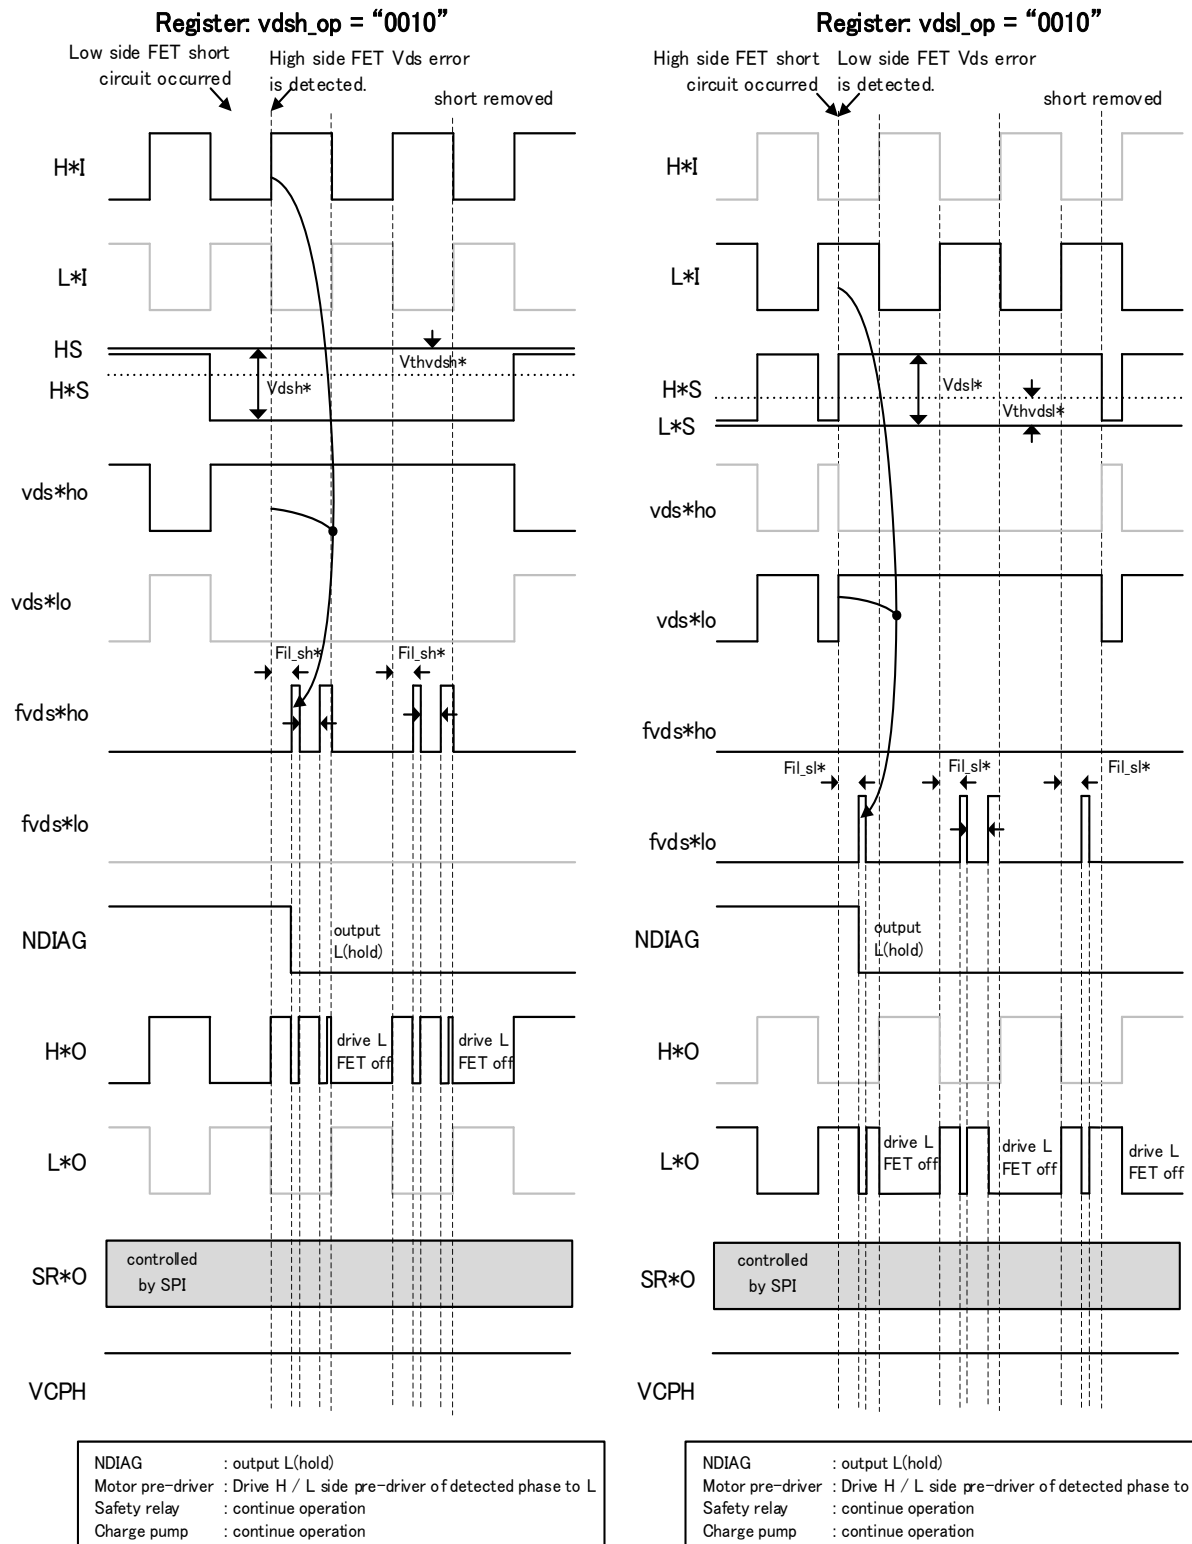 Register: vdsh_op = “0010”
Low side FET short
circuit occurred
High side FET Vds error
is detected.
short removed
H*I
L*I
HS
Vthvdsh*
H*S
Vdsh*
vds*ho
vds*lo
Fil_sh*
Fil_sh*
fvds*ho
fvds*lo
NDIAG
output
L(hold)
H*O
drive L
FET off
drive L
FET off
L*O
SR*O
controlled
by SPI
VCPH
NDIAG : output L(hold)
Motor pre-driver : Drive H / L side pre-driver of detected phase to L
Safety relay : continue operation
Charge pump : continue operation
Register: vdsl_op = “0010”
High side FET short
circuit occurred
Low side FET Vds error
is detected.
short removed
H*I
L*I
H*S
Vdsl*
Vthvdsl*
L*S
vds*ho
vds*lo
fvds*ho
Fil_sl*
Fil_sl*
Fil_sl*
fvds*lo
NDIAG
output
L(hold)
H*O
L*O
drive L
FET off
drive L
FET off
drive L
FET off
SR*O
controlled
by SPI
VCPH
NDIAG : output L(hold)
Motor pre-driver : Drive H / L side pre-driver of detected phase to
Safety relay : continue operation
Charge pump : continue operation